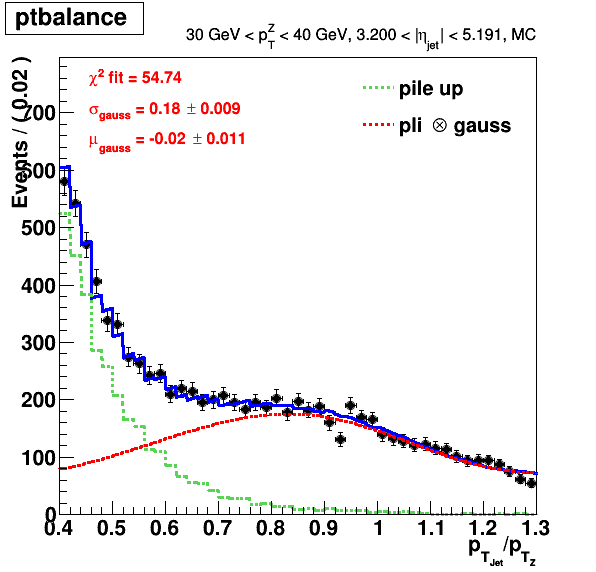 ptbalance
30 GeV < p_T^Z < 40 GeV, 3.200 < |η_jet| < 5.191, MC
χ² fit = 54.74
σ_gauss = 0.18 ± 0.009
μ_gauss = -0.02 ± 0.011
pile up
pli ⊗ gauss
Events / ( 0.02 )
700
600
500
400
300
200
100
0
0.4 0.5 0.6 0.7 0.8 0.9 1 1.1 1.2 1.3
p_T_Jet/p_T_Z